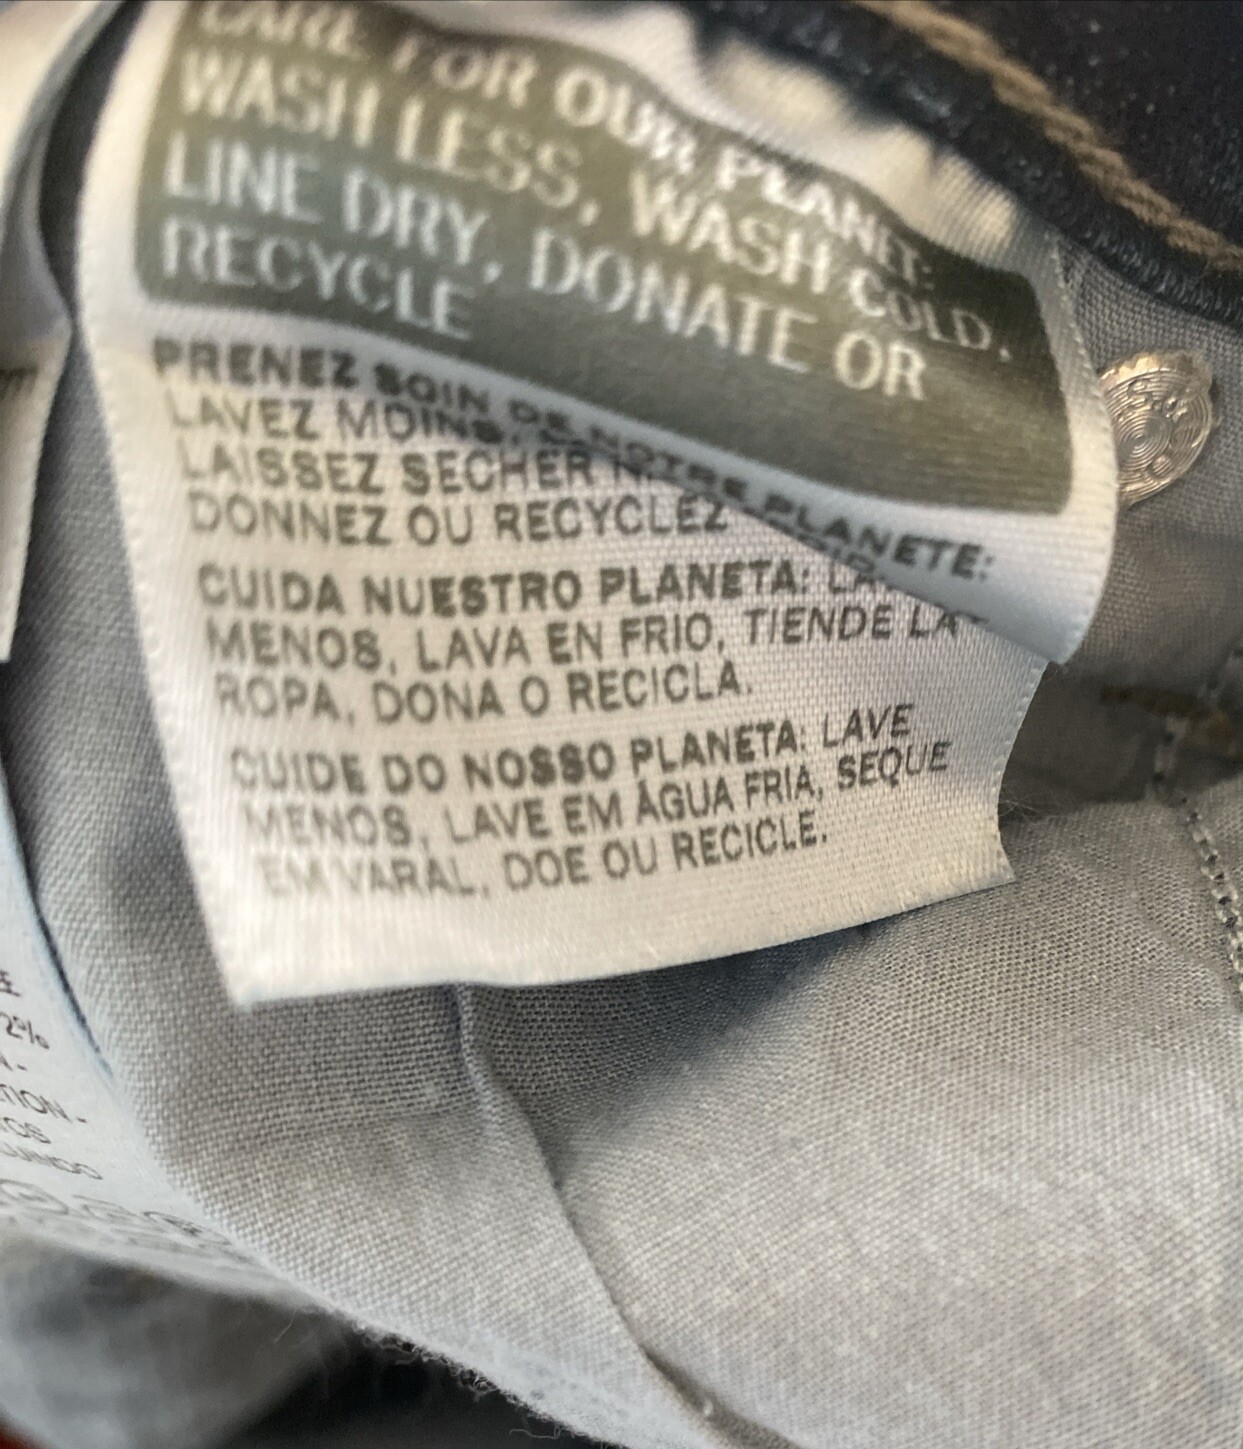 CARE FOR OUR PLANET:
WASH LESS, WASH COLD,
LINE DRY, DONATE OR
RECYCLE
PRENEZ SOIN DE NOTRE PLANETE:
LAVEZ MOINS,
LAISSEZ SECHER
DONNEZ OU RECYCLEZ
CUIDA NUESTRO PLANETA:
MENOS, LAVA EN FRIO, TIENDE LA
ROPA, DONA O RECICLA.
CUIDE DO NOSSO PLANETA: LAVE
MENOS, LAVE EM ÁGUA FRIA, SEQUE
EM VARAL, DOE OU RECICLE.
2%